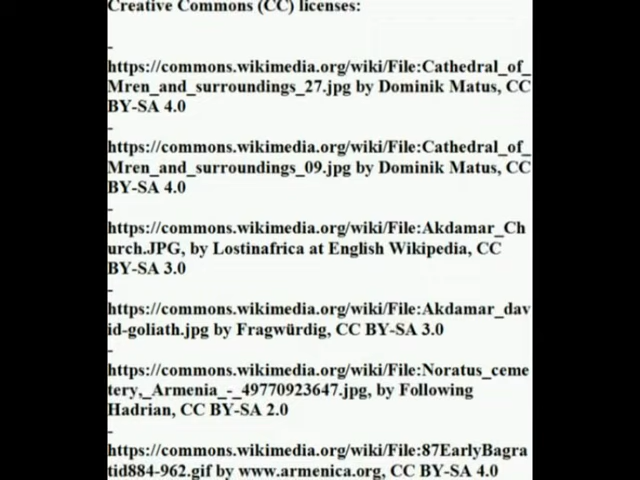 Creative Commons (CC) licenses:
-
https://commons.wikimedia.org/wiki/File:Cathedral_of_
Mren_and_surroundings_27.jpg by Dominik Matus, CC
BY-SA 4.0
-
https://commons.wikimedia.org/wiki/File:Cathedral_of_
Mren_and_surroundings_09.jpg by Dominik Matus, CC
BY-SA 4.0
-
https://commons.wikimedia.org/wiki/File:Akdamar_Ch
urch.JPG, by Lostinafrica at English Wikipedia, CC
BY-SA 3.0
-
https://commons.wikimedia.org/wiki/File:Akdamar_dav
id-goliath.jpg by Fragwürdig, CC BY-SA 3.0
-
https://commons.wikimedia.org/wiki/File:Noratus_ceme
tery,_Armenia_-_49770923647.jpg, by Following
Hadrian, CC BY-SA 2.0
-
https://commons.wikimedia.org/wiki/File:87EarlyBagra
tid884-962.gif by www.armenica.org, CC BY-SA 4.0